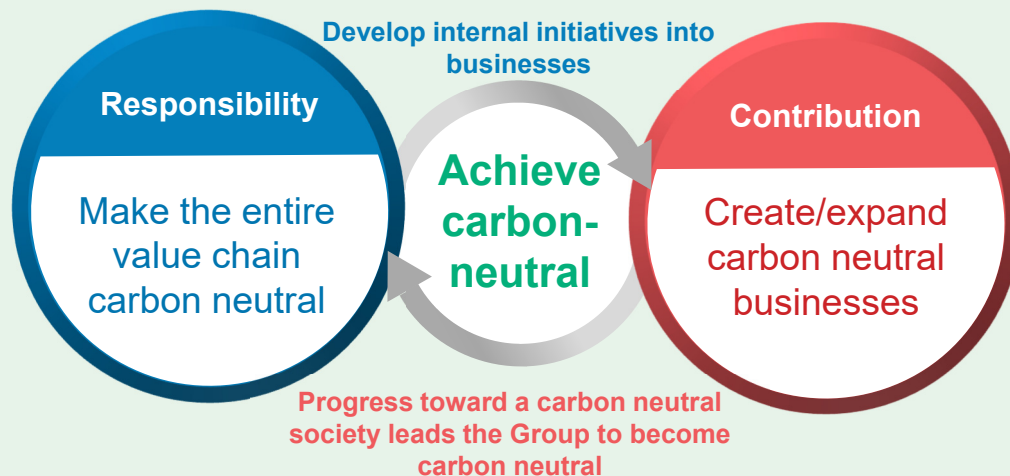 Develop internal initiatives into
businesses
Responsibility
Make the entire
value chain
carbon neutral
Achieve
carbon-
neutral
Contribution
Create/expand
carbon neutral
businesses
Progress toward a carbon neutral
society leads the Group to become
carbon neutral